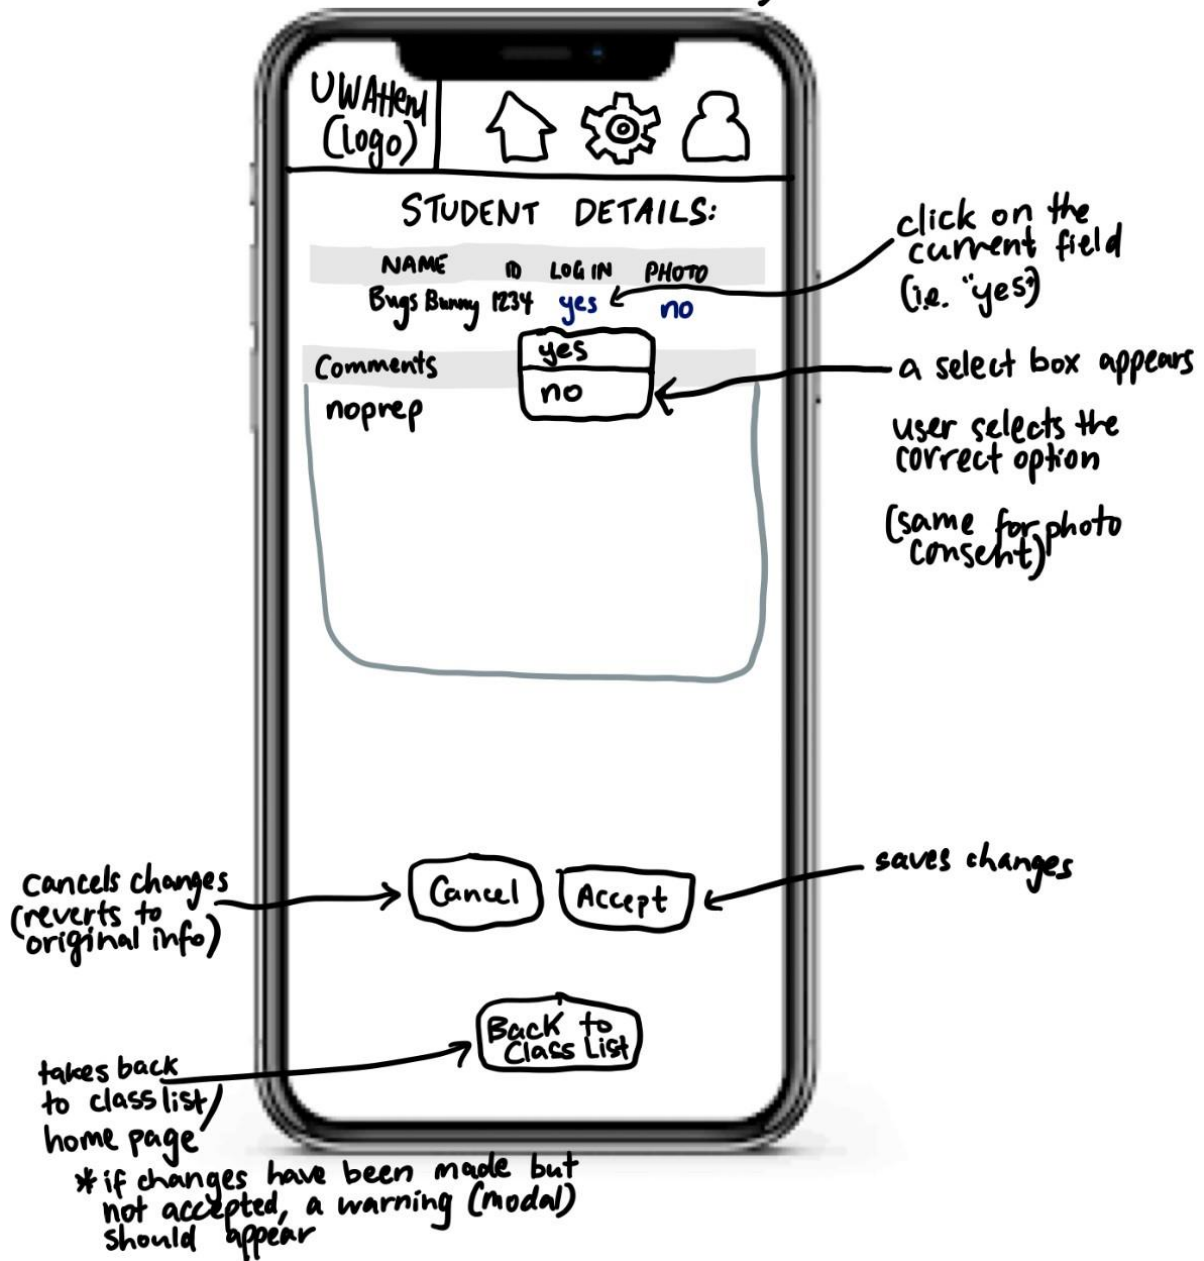 UWAttend
(logo)
STUDENT DETAILS:
NAME ID LOG IN PHOTO
Bugs Bunny 1234 yes no
yes
no
Comments
noprep
click on the
current field
(i.e. "yes")
a select box appears
user selects the
correct option
(same for photo
consent)
Cancel Accept
saves changes
cancels changes
(reverts to
original info)
Back to
Class List
takes back
to class list/
home page
*if changes have been made but
not accepted, a warning (modal)
should appear